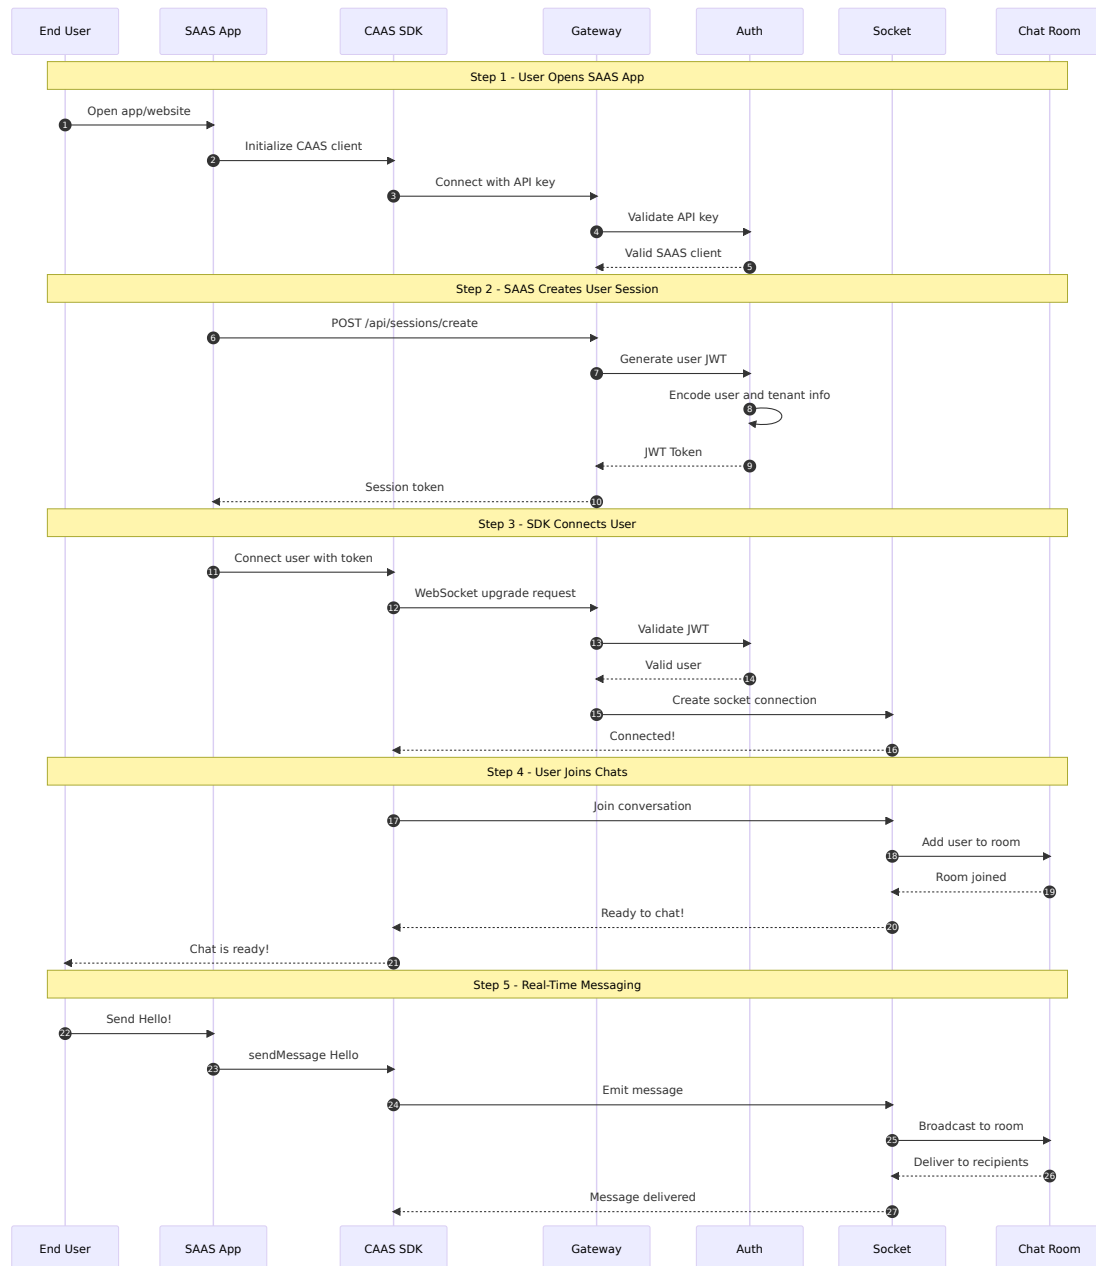 End User
SAAS App
CAAS SDK
Gateway
Auth
Socket
Chat Room
Step 1 - User Opens SAAS App
Open app/website
1
Initialize CAAS client
2
Connect with API key
3
Validate API key
4
Valid SAAS client
5
Step 2 - SAAS Creates User Session
POST /api/sessions/create
6
Generate user JWT
7
Encode user and tenant info
8
JWT Token
9
Session token
10
Step 3 - SDK Connects User
Connect user with token
11
WebSocket upgrade request
12
Validate JWT
13
Valid user
14
Create socket connection
15
Connected!
16
Step 4 - User Joins Chats
Join conversation
17
Add user to room
18
Room joined
19
Ready to chat!
20
Chat is ready!
21
Step 5 - Real-Time Messaging
Send Hello!
22
sendMessage Hello
23
Emit message
24
Broadcast to room
25
Deliver to recipients
26
Message delivered
27
End User
SAAS App
CAAS SDK
Gateway
Auth
Socket
Chat Room